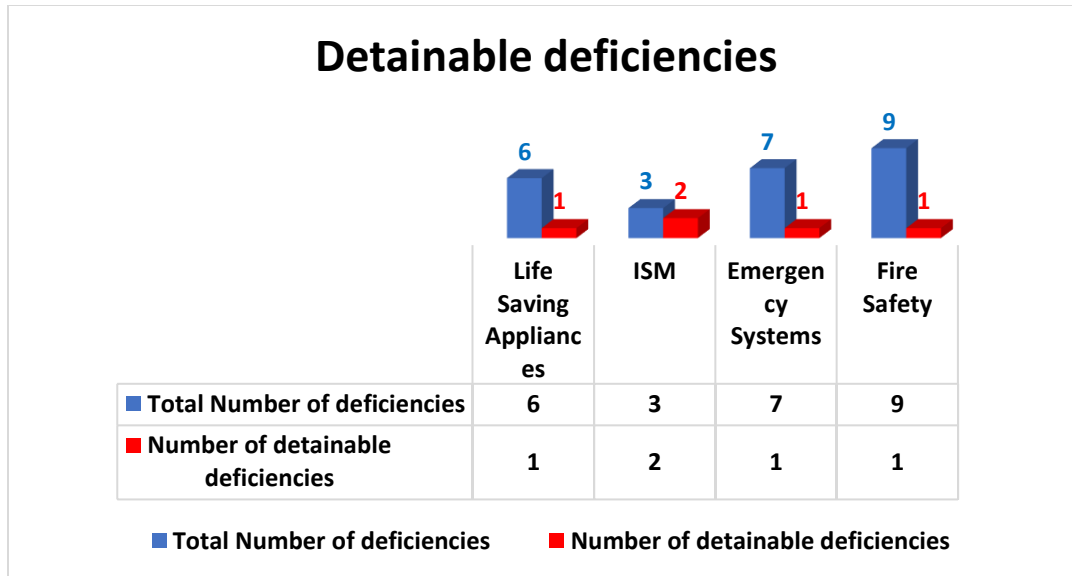 Detainable deficiencies
6
1
3
2
7
1
9
1
Life
Saving
Applianc
es
ISM
Emergen
cy
Systems
Fire
Safety
Total Number of deficiencies 6 3 7 9
Number of detainable
deficiencies
1 2 1 1
Total Number of deficiencies
Number of detainable deficiencies